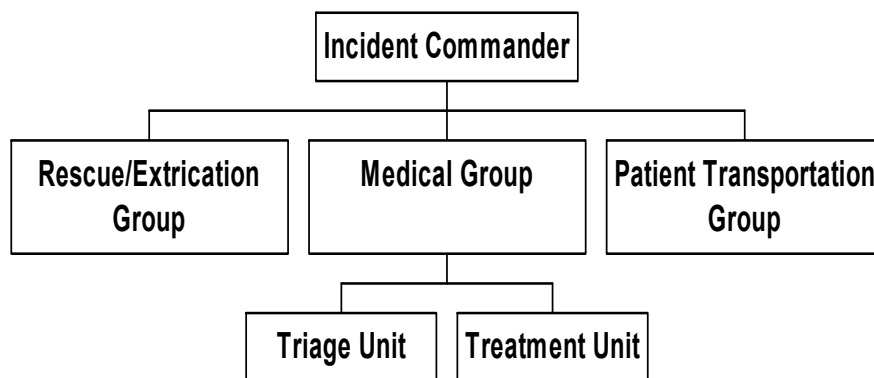 Incident Commander
Rescue/Extrication
Group
Medical Group
Patient Transportation
Group
Triage Unit
Treatment Unit